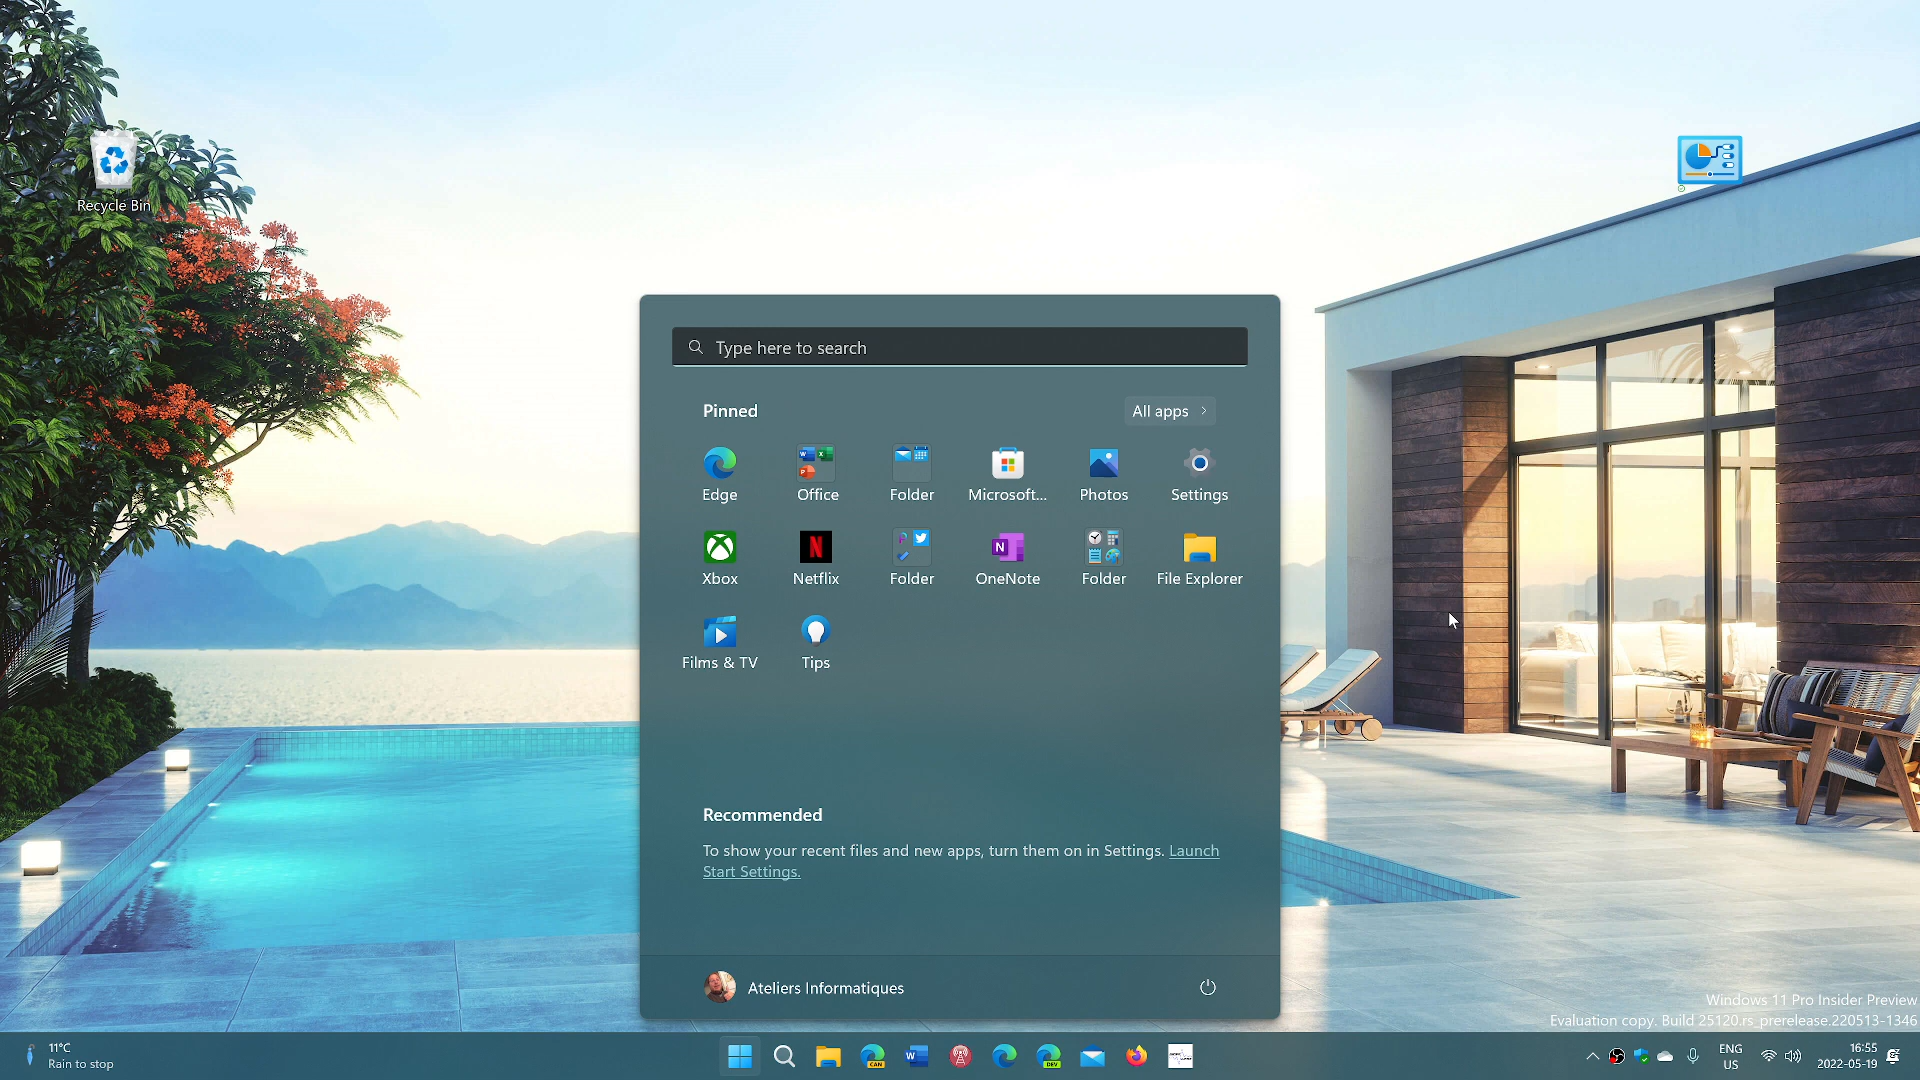 Recycle Bin
Type here to search
Pinned
All apps
Edge
Office
Folder
Microsoft...
Photos
Settings
Xbox
Netflix
Folder
OneNote
Folder
File Explorer
Films & TV
Tips
Recommended
To show your recent files and new apps, turn them on in Settings. Launch
Start Settings.
Ateliers Informatiques
Windows 11 Pro Insider Preview
Evaluation copy. Build 25120.rs_prerelease.220513-1346
11°C
Rain to stop
CAN
DEV
ENG
US
16:55
2022-05-19